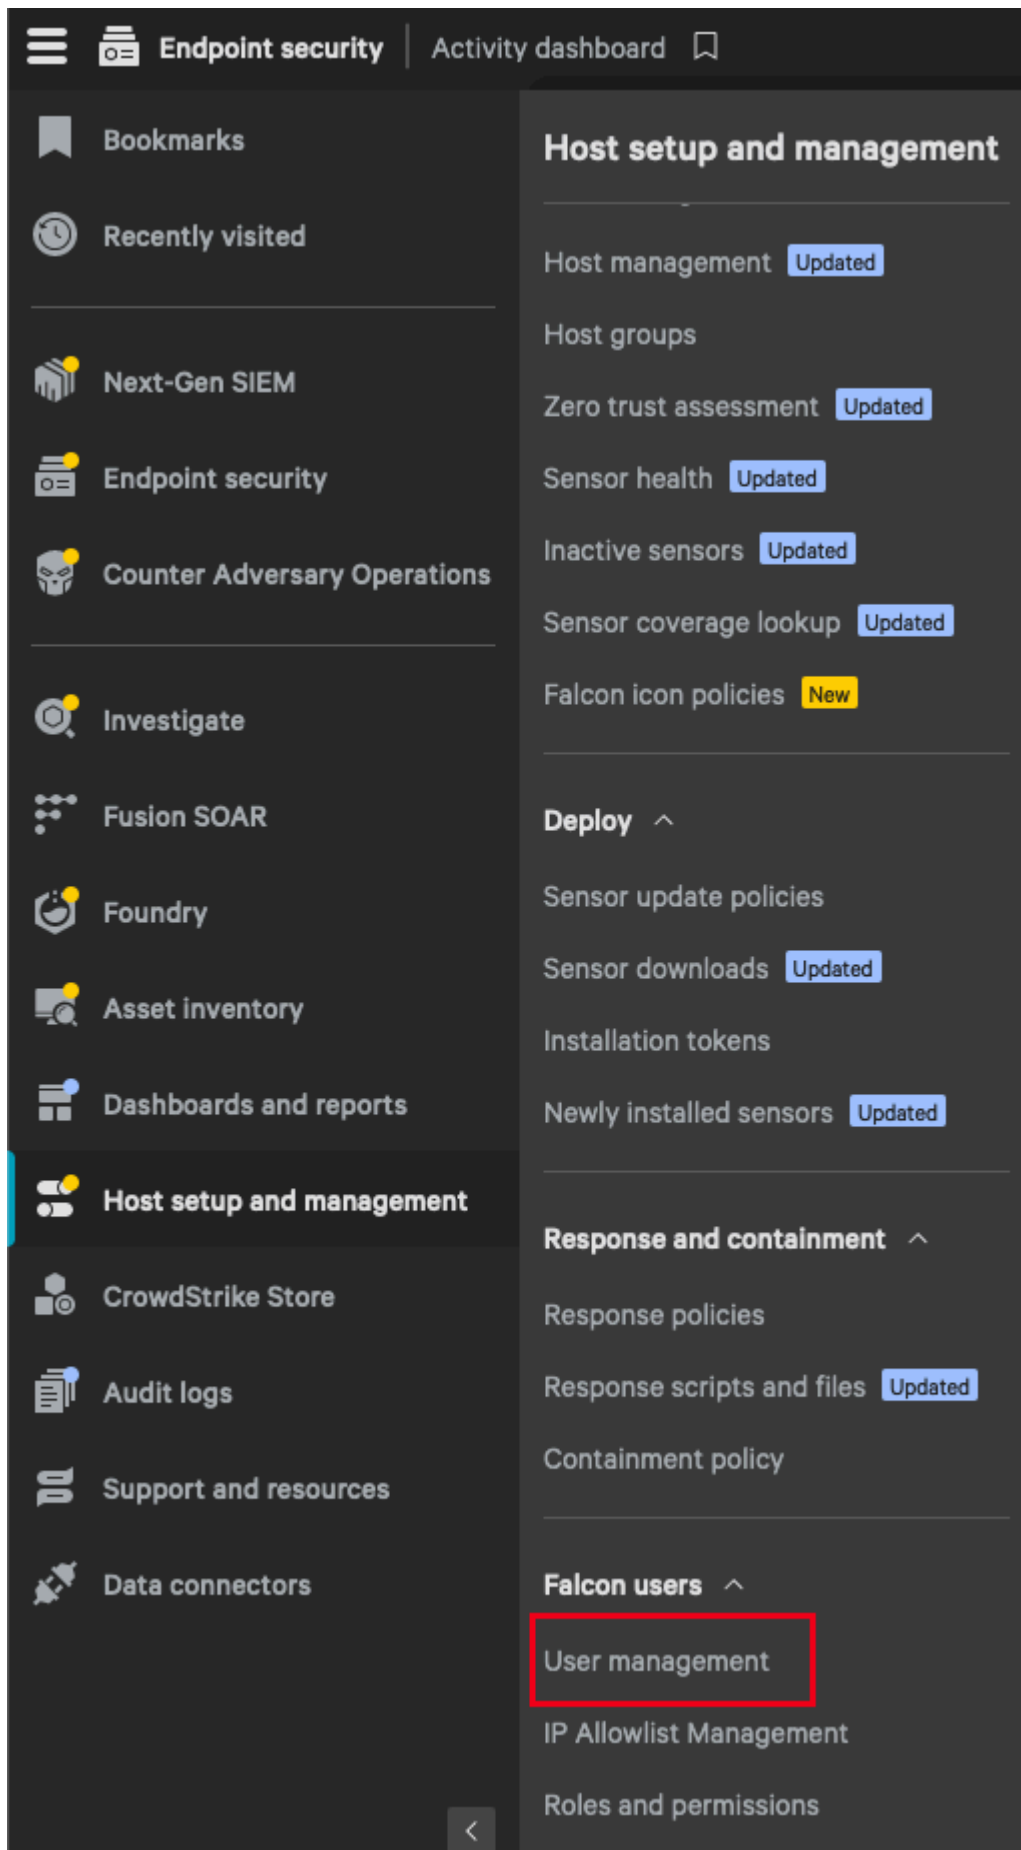 Endpoint security
Activity dashboard
Bookmarks
Recently visited
Next-Gen SIEM
Endpoint security
Counter Adversary Operations
Investigate
Fusion SOAR
Foundry
Asset inventory
Dashboards and reports
Host setup and management
CrowdStrike Store
Audit logs
Support and resources
Data connectors
Host setup and management
Host management Updated
Host groups
Zero trust assessment Updated
Sensor health Updated
Inactive sensors Updated
Sensor coverage lookup Updated
Falcon icon policies New
Deploy
Sensor update policies
Sensor downloads Updated
Installation tokens
Newly installed sensors Updated
Response and containment
Response policies
Response scripts and files Updated
Containment policy
Falcon users
User management
IP Allowlist Management
Roles and permissions